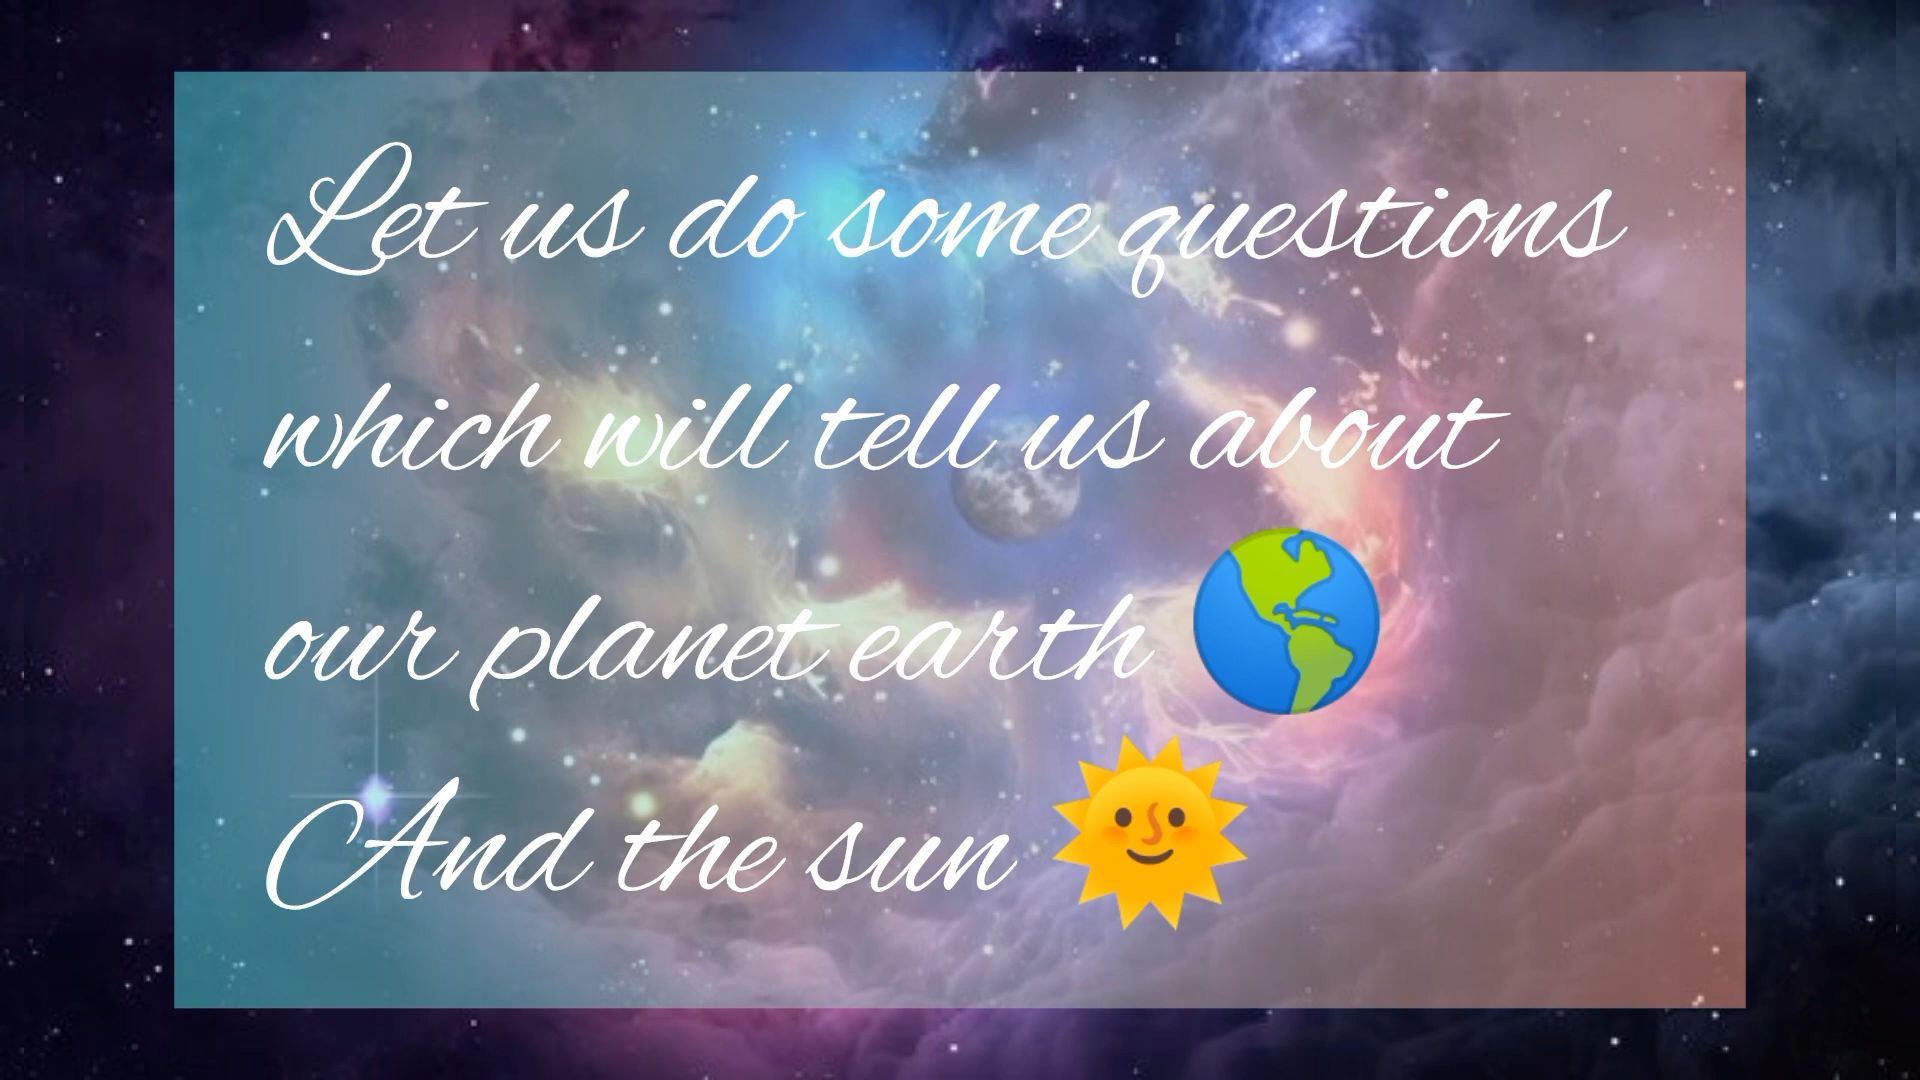 Let us do some questions
which will tell us about
our planet earth 🌎
And the sun 🌞